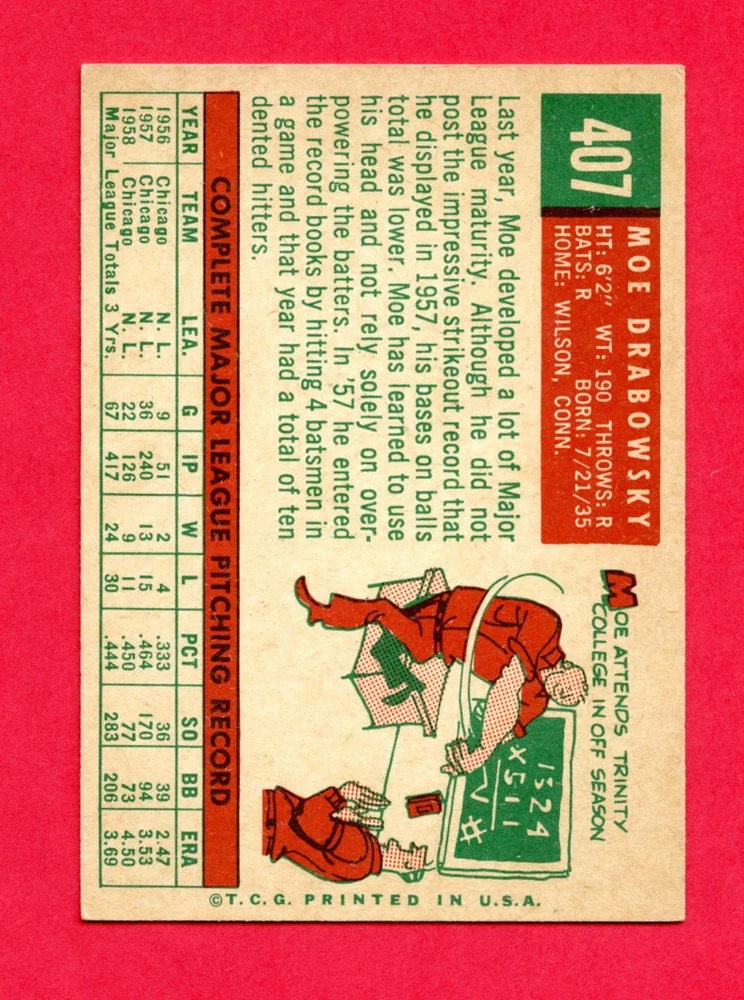 407
MOE DRABOWSKY
HT: 6'2" WT: 190 THROWS: R
BATS: R BORN: 7/21/35
HOME: WILSON, CONN.
Last year, Moe developed a lot of Major
League maturity. Although he did not
post the impressive strikeout record that
he displayed in 1957, his bases on balls
total was lower. Moe has learned to use
his head and not rely solely on over-
powering the batters. In '57 he entered
the record books by hitting 4 batsmen in
a game and that year had a total of ten
dented hitters.
MOE ATTENDS TRINITY
COLLEGE IN OFF SEASON
1324
x 511
COMPLETE MAJOR LEAGUE PITCHING RECORD
YEAR TEAM LEA. G IP W L PCT SO BB ERA
1956 Chicago N. L. 9 51 2 4 .333 36 39 2.47
1957 Chicago N. L. 36 240 13 15 .464 170 94 3.53
1958 Chicago N. L. 22 126 9 11 .450 77 73 4.50
Major League Totals 3 Yrs. 67 417 24 30 .444 283 206 3.69
©T.C.G. PRINTED IN U.S.A.